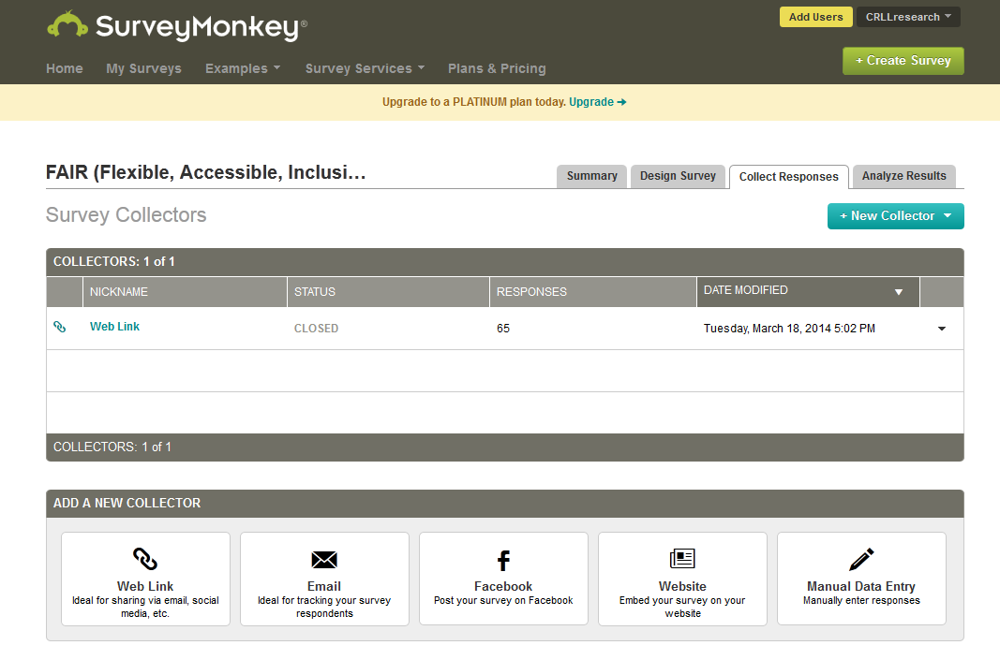 SurveyMonkey®
Add Users
CRLLresearch
Home My Surveys Examples Survey Services Plans & Pricing
+ Create Survey
Upgrade to a PLATINUM plan today. Upgrade →
FAIR (Flexible, Accessible, Inclusi...
Summary Design Survey Collect Responses Analyze Results
Survey Collectors
+ New Collector
COLLECTORS: 1 of 1
NICKNAME STATUS RESPONSES DATE MODIFIED ▼
Web Link CLOSED 65 Tuesday, March 18, 2014 5:02 PM
COLLECTORS: 1 of 1
ADD A NEW COLLECTOR
Web Link
Ideal for sharing via email, social
media, etc.
Email
Ideal for tracking your survey
respondents
Facebook
Post your survey on Facebook
Website
Embed your survey on your
website
Manual Data Entry
Manually enter responses